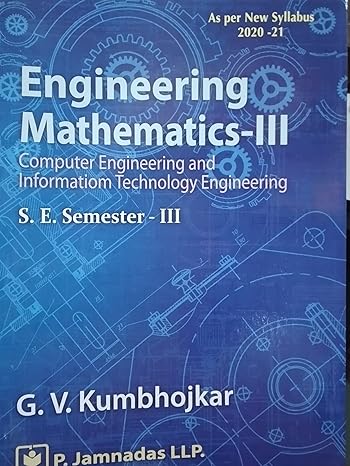 As per New Syllabus
2020 -21
Engineering
Mathematics-III
Computer Engineering and
Informatiom Technology Engineering
S. E. Semester - III
G. V. Kumbhojkar
P. Jamnadas LLP.